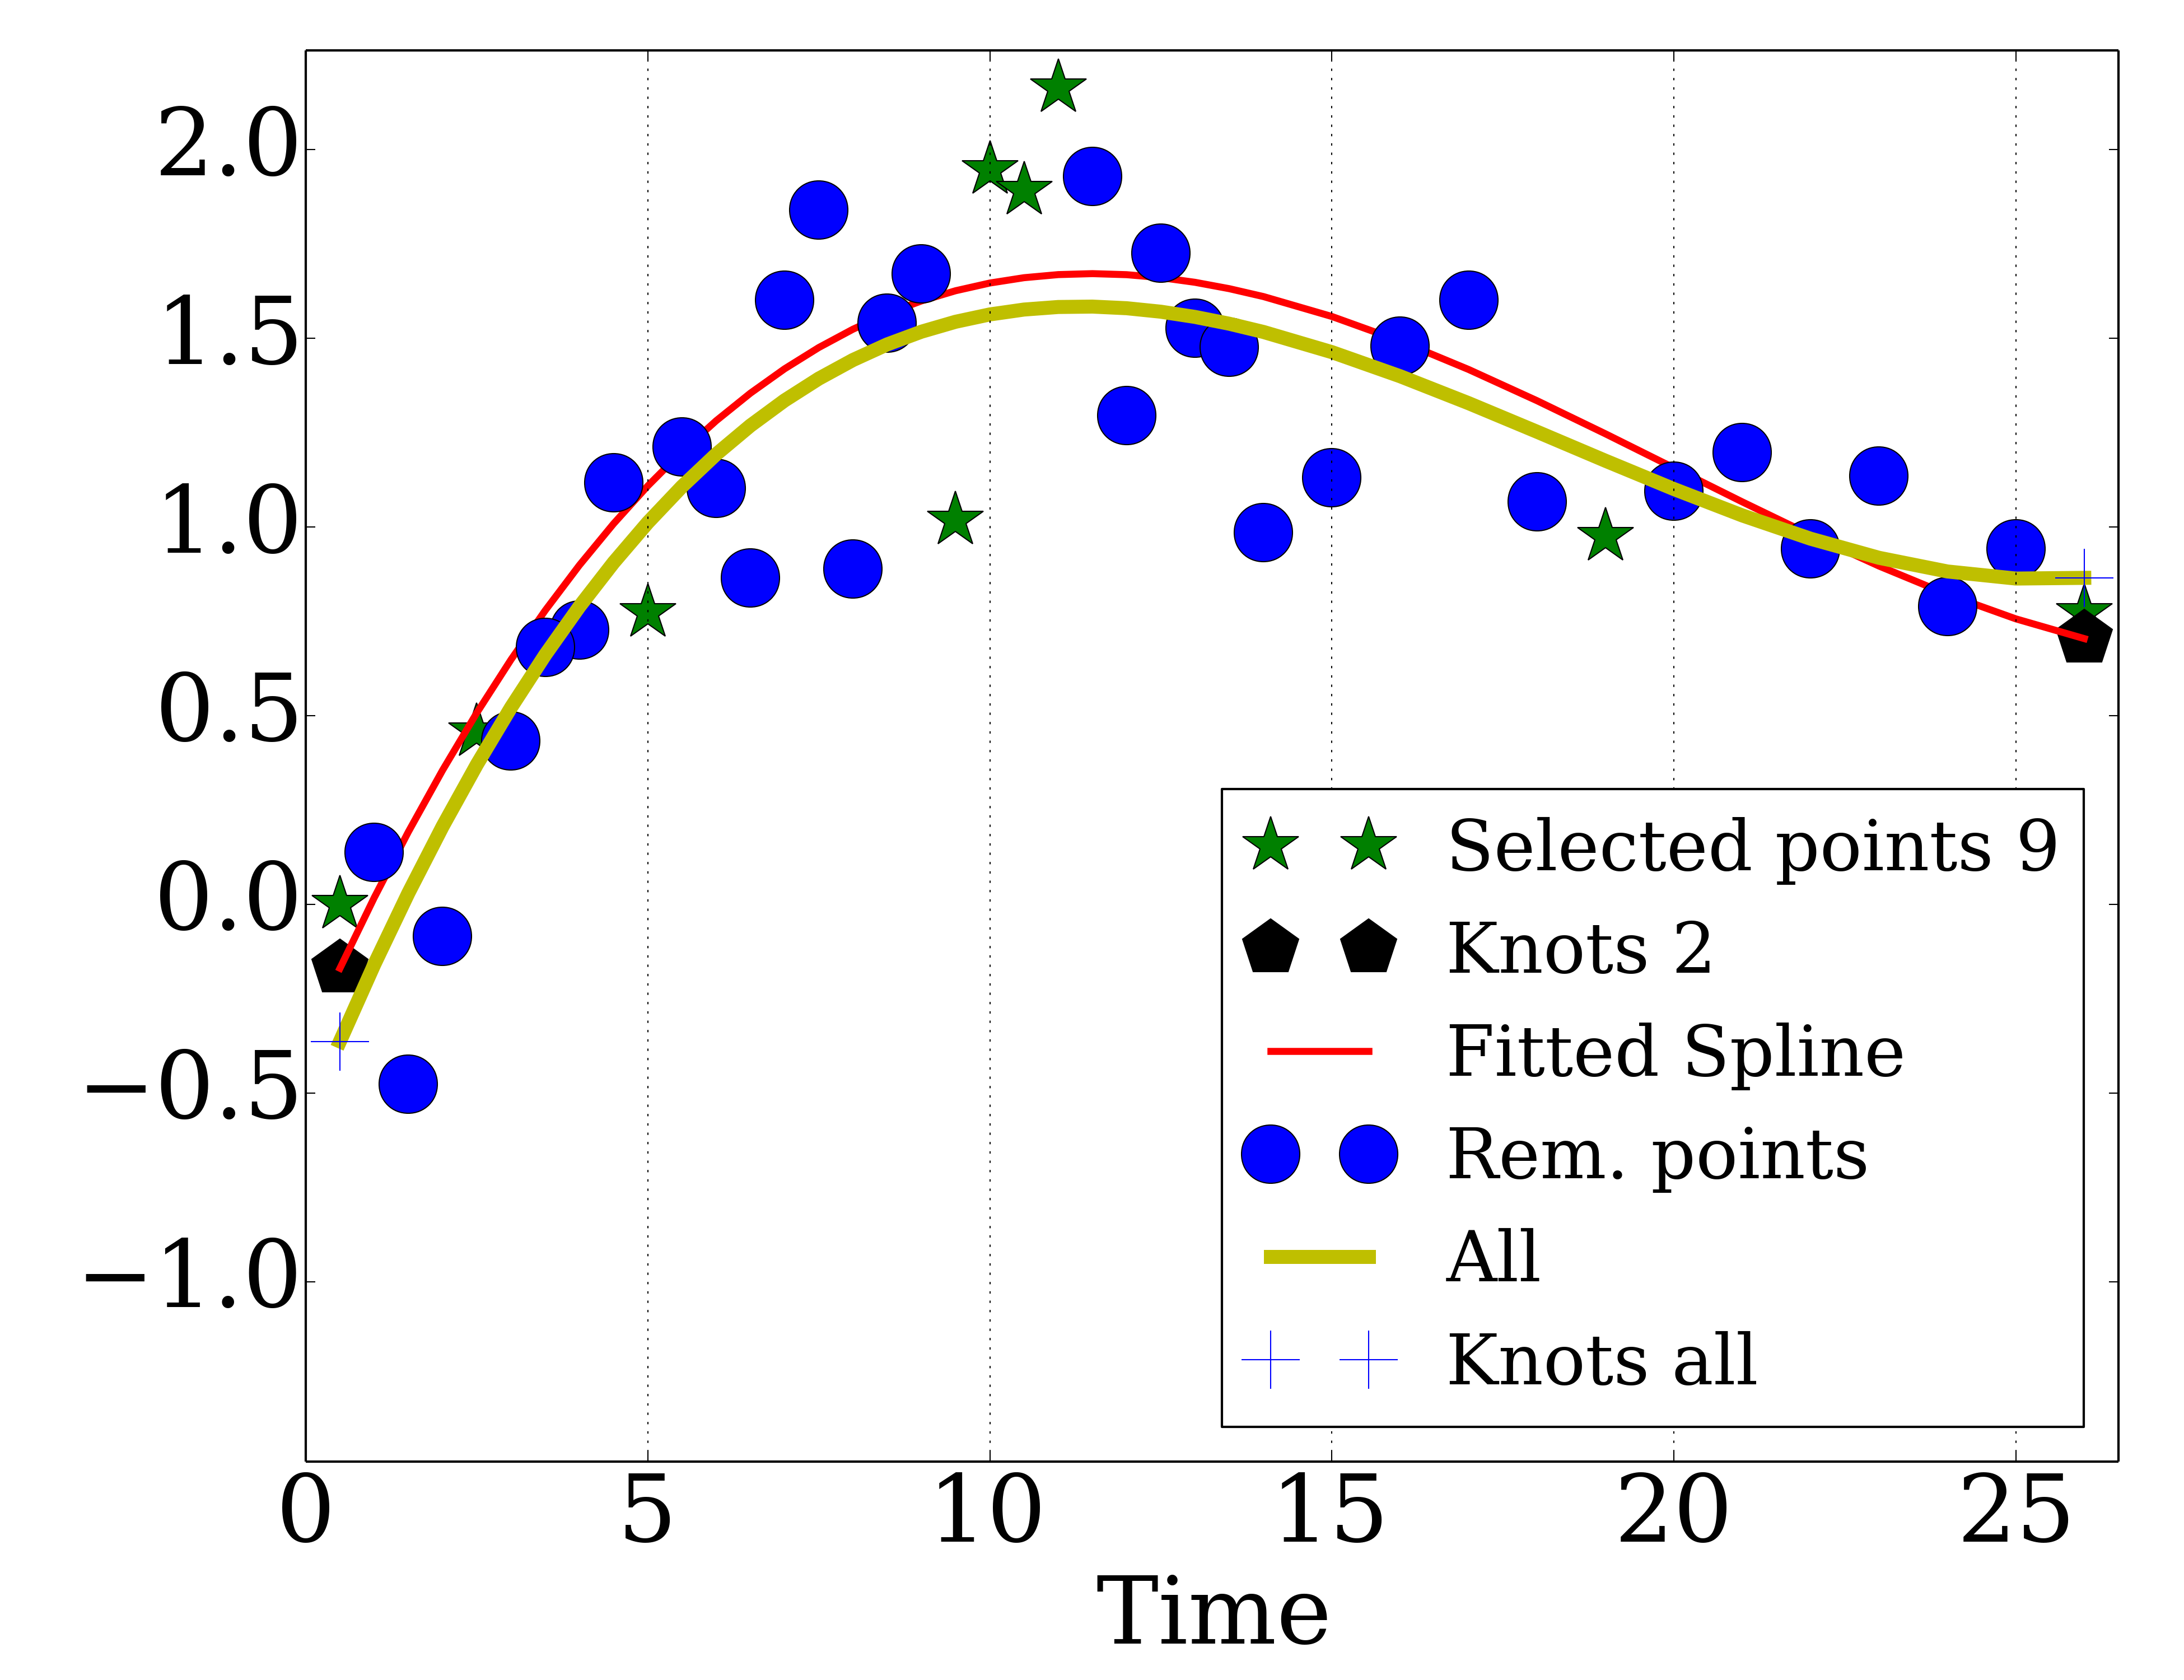 2.0
1.5
1.0
0.5
0.0
−0.5
−1.0
Selected points 9
Knots 2
Fitted Spline
Rem. points
All
Knots all
0 5 10 15 20 25
Time